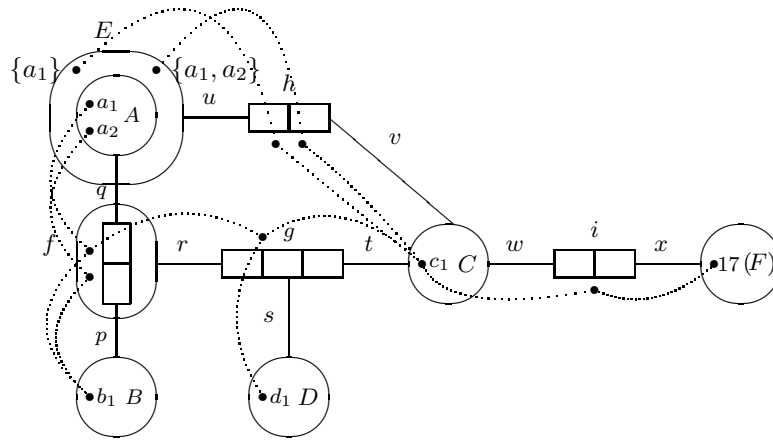 E
{a₁}
{a₁, a₂}
h
u
a₁ A
a₂
v
q
f
r
g
t
w
i
x
c₁ C
17 (F)
p
s
b₁ B
d₁ D